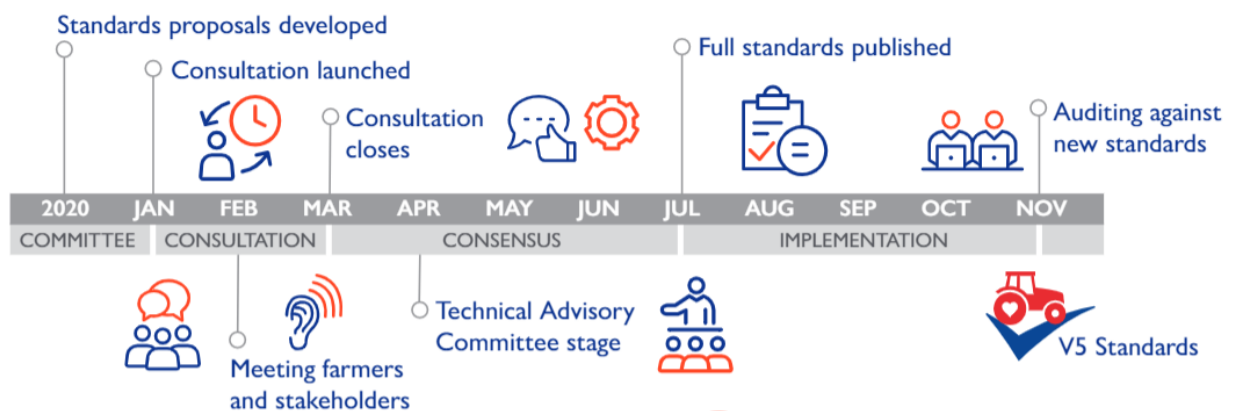 Standards proposals developed
Consultation launched
Consultation
closes
Full standards published
Auditing against
new standards
2020 JAN FEB MAR APR MAY JUN JUL AUG SEP OCT NOV
COMMITTEE CONSULTATION CONSENSUS IMPLEMENTATION
Meeting farmers
and stakeholders
Technical Advisory
Committee stage
V5 Standards